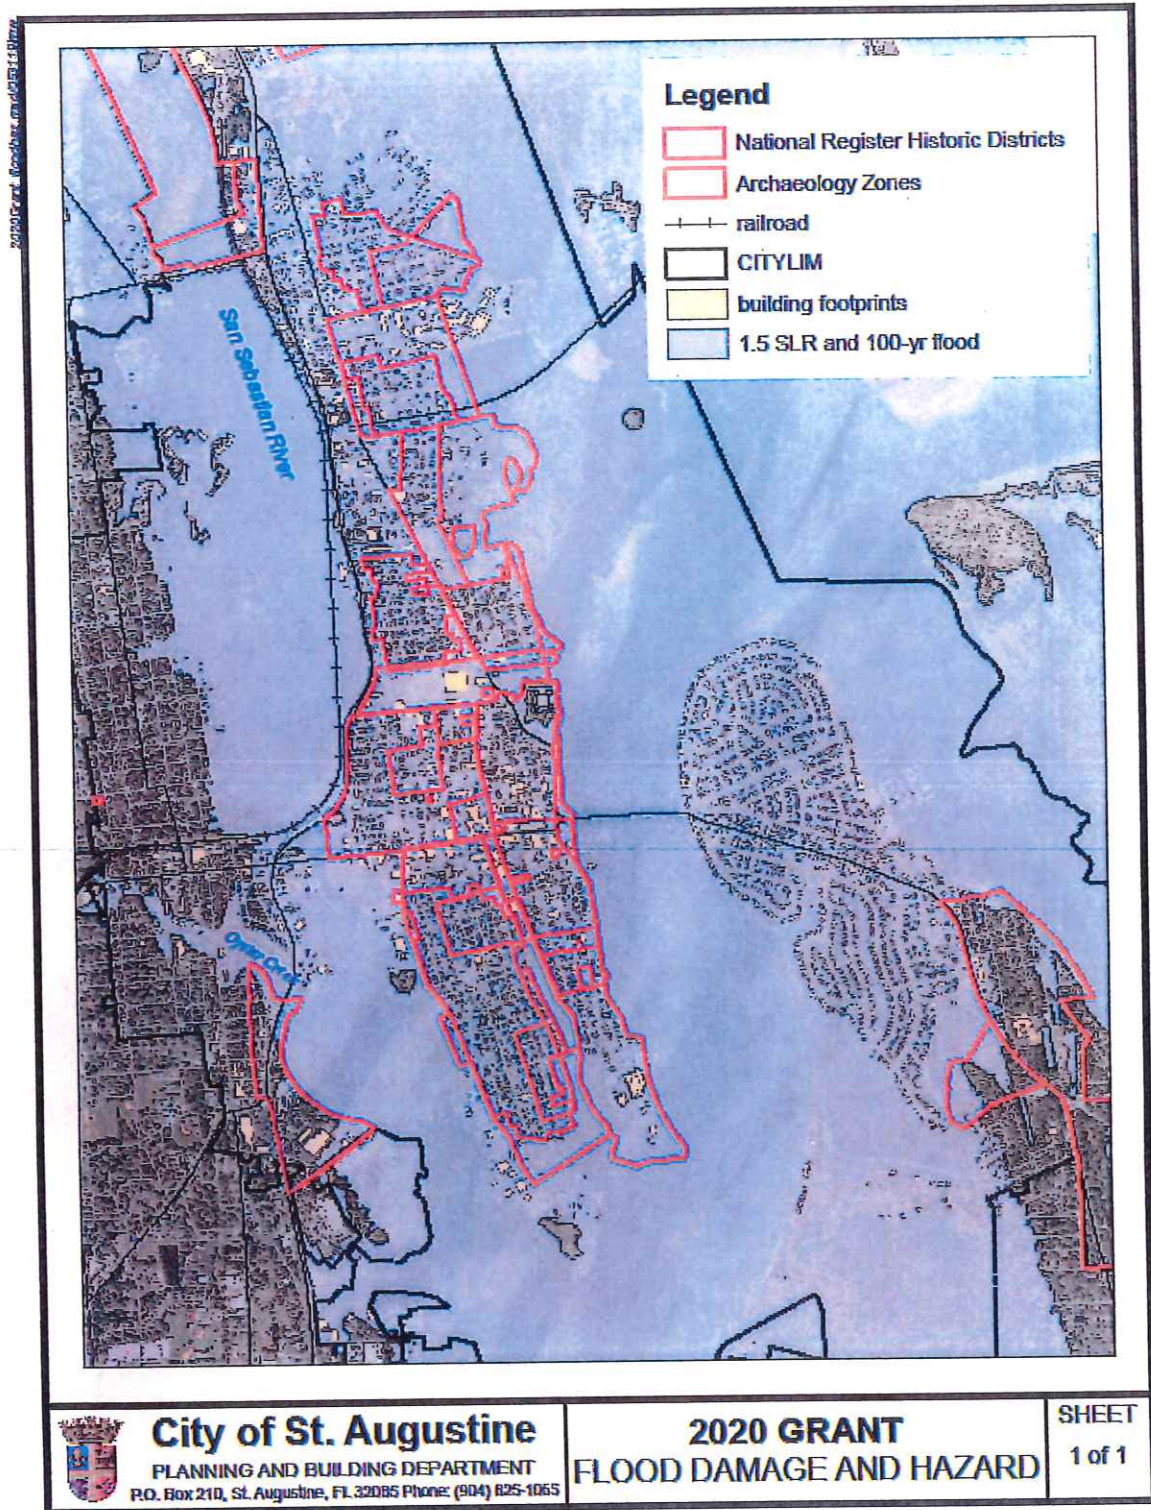 Legend
National Register Historic Districts
Archaeology Zones
railroad
CITYLIM
building footprints
1.5 SLR and 100-yr flood
San Sebastian River
Oyster Creek
City of St. Augustine
PLANNING AND BUILDING DEPARTMENT
P.O. Box 210, St. Augustine, FL 32085 Phone: (904) 825-1065
2020 GRANT
FLOOD DAMAGE AND HAZARD
SHEET
1 of 1